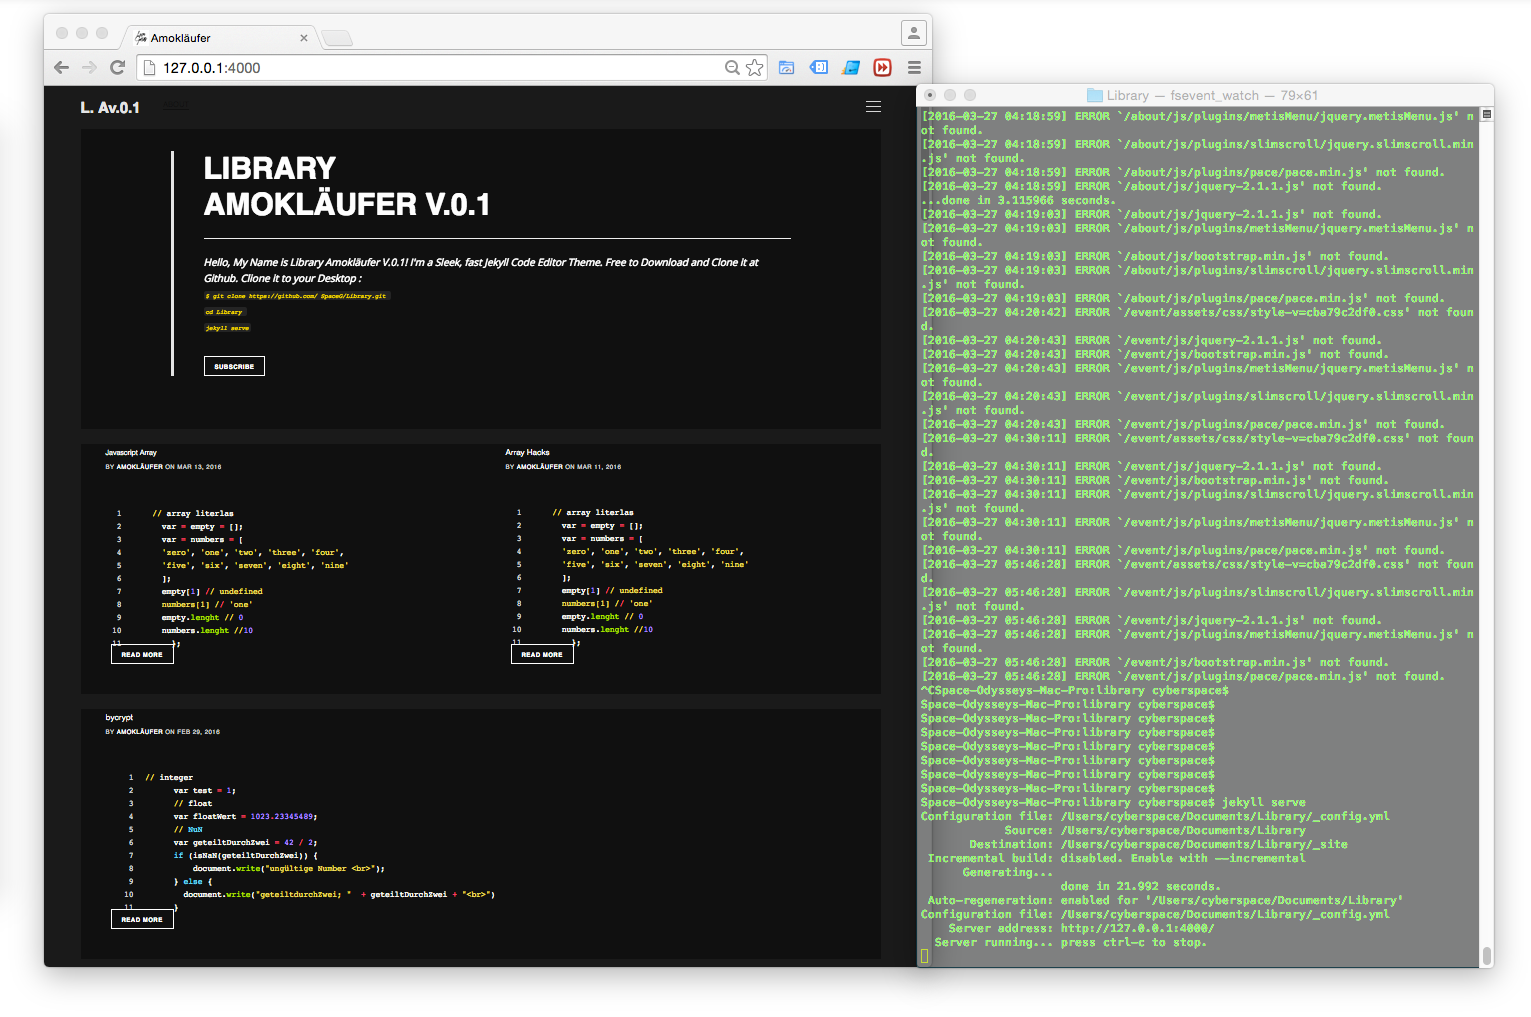 Amokläufer
127.0.0.1:4000
L. Av.0.1
LIBRARY
AMOKLÄUFER V.0.1
Hello, My Name is Library Amokläufer V.0.1! I'm a Sleek, fast Jekyll Code Editor Theme. Free to Download and Clone it at
Github. Clone it to your Desktop :
$ git clone https://github.com/ SpaceG/Library.git
cd Library
jekyll serve
SUBSCRIBE
Javascript Array
BY AMOKLÄUFER ON MAR 13, 2016
1 // array literlas
2 var = empty = [];
3 var = numbers = [
4 'zero', 'one', 'two', 'three', 'four',
5 'five', 'six', 'seven', 'eight', 'nine'
6 ];
7 empty[1] // undefined
8 numbers[1] // 'one'
9 empty.lenght // 0
10 numbers.lenght //10
11 };
READ MORE
Array Hacks
BY AMOKLÄUFER ON MAR 11, 2016
1 // array literlas
2 var = empty = [];
3 var = numbers = [
4 'zero', 'one', 'two', 'three', 'four',
5 'five', 'six', 'seven', 'eight', 'nine'
6 ];
7 empty[1] // undefined
8 numbers[1] // 'one'
9 empty.lenght // 0
10 numbers.lenght //10
11 };
READ MORE
bycrypt
BY AMOKLÄUFER ON FEB 29, 2016
1 // integer
2 var test = 1;
3 // float
4 var floatWert = 1023.23345489;
5 // NuN
6 var geteiltDurchZwei = 42 / 2;
7 if (isNaN(geteiltDurchZwei)) {
8 document.write("ungültige Number <br>");
9 } else {
10 document.write("geteiltdurchZwei; " + geteiltDurchZwei + "<br>")
11 }
READ MORE
Library — fsevent_watch — 79×61
[2016-03-27 04:18:59] ERROR `/about/js/plugins/metisMenu/jquery.metisMenu.js' n
ot found.
[2016-03-27 04:18:59] ERROR `/about/js/plugins/slimscroll/jquery.slimscroll.min
.js' not found.
[2016-03-27 04:18:59] ERROR `/about/js/plugins/pace/pace.min.js' not found.
[2016-03-27 04:18:59] ERROR `/about/js/jquery-2.1.1.js' not found.
...done in 3.115966 seconds.
[2016-03-27 04:19:03] ERROR `/about/js/jquery-2.1.1.js' not found.
[2016-03-27 04:19:03] ERROR `/about/js/plugins/metisMenu/jquery.metisMenu.js' n
ot found.
[2016-03-27 04:19:03] ERROR `/about/js/bootstrap.min.js' not found.
[2016-03-27 04:19:03] ERROR `/about/js/plugins/slimscroll/jquery.slimscroll.min
.js' not found.
[2016-03-27 04:19:03] ERROR `/about/js/plugins/pace/pace.min.js' not found.
[2016-03-27 04:20:42] ERROR `/event/assets/css/style-v=cba79c2df0.css' not foun
d.
[2016-03-27 04:20:43] ERROR `/event/js/jquery-2.1.1.js' not found.
[2016-03-27 04:20:43] ERROR `/event/js/bootstrap.min.js' not found.
[2016-03-27 04:20:43] ERROR `/event/js/plugins/metisMenu/jquery.metisMenu.js' n
ot found.
[2016-03-27 04:20:43] ERROR `/event/js/plugins/slimscroll/jquery.slimscroll.min
.js' not found.
[2016-03-27 04:20:43] ERROR `/event/js/plugins/pace/pace.min.js' not found.
[2016-03-27 04:30:11] ERROR `/event/assets/css/style-v=cba79c2df0.css' not foun
d.
[2016-03-27 04:30:11] ERROR `/event/js/jquery-2.1.1.js' not found.
[2016-03-27 04:30:11] ERROR `/event/js/bootstrap.min.js' not found.
[2016-03-27 04:30:11] ERROR `/event/js/plugins/slimscroll/jquery.slimscroll.min
.js' not found.
[2016-03-27 04:30:11] ERROR `/event/js/plugins/metisMenu/jquery.metisMenu.js' n
ot found.
[2016-03-27 04:30:11] ERROR `/event/js/plugins/pace/pace.min.js' not found.
[2016-03-27 05:46:28] ERROR `/event/assets/css/style-v=cba79c2df0.css' not foun
d.
[2016-03-27 05:46:28] ERROR `/event/js/plugins/slimscroll/jquery.slimscroll.min
.js' not found.
[2016-03-27 05:46:28] ERROR `/event/js/jquery-2.1.1.js' not found.
[2016-03-27 05:46:28] ERROR `/event/js/plugins/metisMenu/jquery.metisMenu.js' n
ot found.
[2016-03-27 05:46:28] ERROR `/event/js/bootstrap.min.js' not found.
[2016-03-27 05:46:28] ERROR `/event/js/plugins/pace/pace.min.js' not found.
^CSpace-Odysseys-Mac-Pro:library cyberspace$
Space-Odysseys-Mac-Pro:library cyberspace$
Space-Odysseys-Mac-Pro:library cyberspace$
Space-Odysseys-Mac-Pro:library cyberspace$
Space-Odysseys-Mac-Pro:library cyberspace$
Space-Odysseys-Mac-Pro:library cyberspace$
Space-Odysseys-Mac-Pro:library cyberspace$
Space-Odysseys-Mac-Pro:library cyberspace$
Space-Odysseys-Mac-Pro:library cyberspace$ jekyll serve
Configuration file: /Users/cyberspace/Documents/Library/_config.yml
Source: /Users/cyberspace/Documents/Library
Destination: /Users/cyberspace/Documents/Library/_site
Incremental build: disabled. Enable with --incremental
Generating...
done in 21.992 seconds.
Auto-regeneration: enabled for '/Users/cyberspace/Documents/Library'
Configuration file: /Users/cyberspace/Documents/Library/_config.yml
Server address: http://127.0.0.1:4000/
Server running... press ctrl-c to stop.